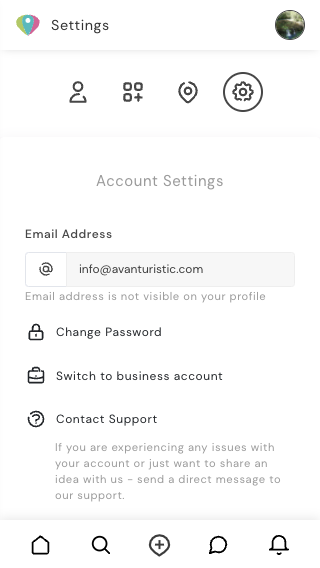 Settings
Account Settings
Email Address
info@avanturistic.com
Email address is not visible on your profile
Change Password
Switch to business account
Contact Support
If you are experiencing any issues with
your account or just want to share an
idea with us - send a direct message to
our support.